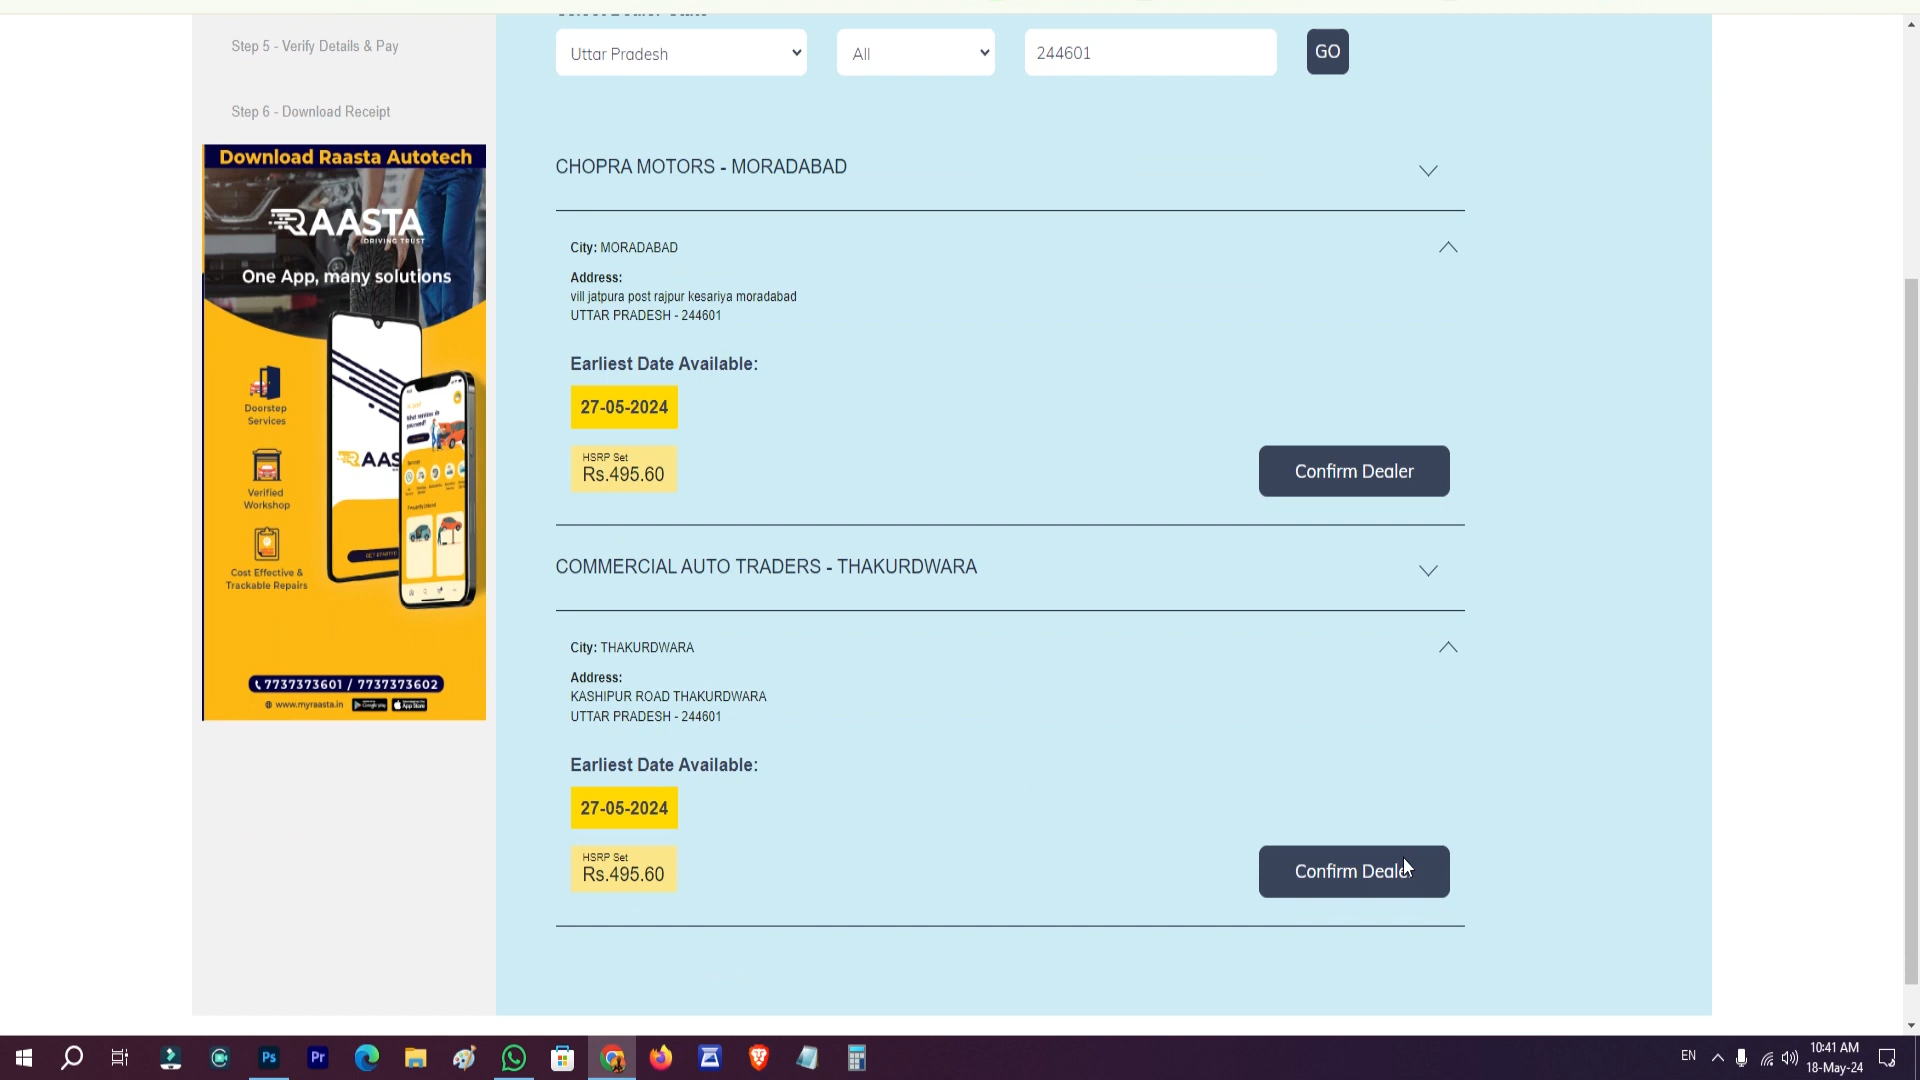 Step 5 - Verify Details & Pay
Uttar Pradesh
All
244601
GO
Step 6 - Download Receipt
Download Raasta Autotech
RAASTA
DRIVING TRUST
One App, many solutions
Doorstep
Services
Verified
Workshop
Cost Effective &
Trackable Repairs
7737373601 / 7737373602
www.myraasta.in
CHOPRA MOTORS - MORADABAD
City: MORADABAD
Address:
vill jatpura post rajpur kesariya moradabad
UTTAR PRADESH - 244601
Earliest Date Available:
27-05-2024
HSRP Set
Rs.495.60
Confirm Dealer
COMMERCIAL AUTO TRADERS - THAKURDWARA
City: THAKURDWARA
Address:
KASHIPUR ROAD THAKURDWARA
UTTAR PRADESH - 244601
Earliest Date Available:
27-05-2024
HSRP Set
Rs.495.60
Confirm Dealer
Ps
Pr
EN
10:41 AM
18-May-24